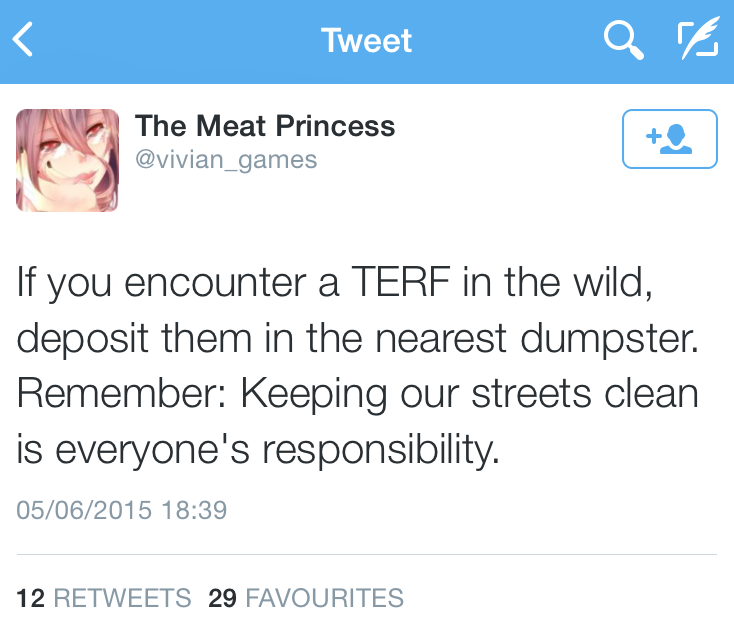 Tweet
The Meat Princess
@vivian_games
If you encounter a TERF in the wild,
deposit them in the nearest dumpster.
Remember: Keeping our streets clean
is everyone's responsibility.
05/06/2015 18:39
12 RETWEETS 29 FAVOURITES